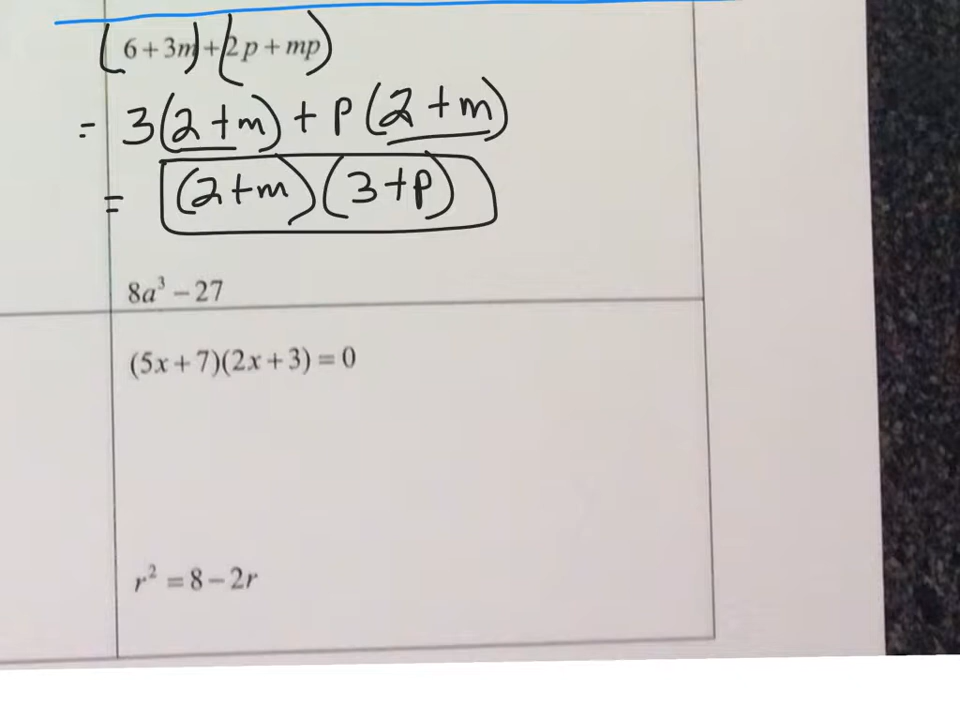 (6+3m)+(2p+mp)
= 3(2+m) + p(2+m)
= (2+m)(3+p)
8a³ − 27
(5x+7)(2x+3) = 0
r² = 8 − 2r